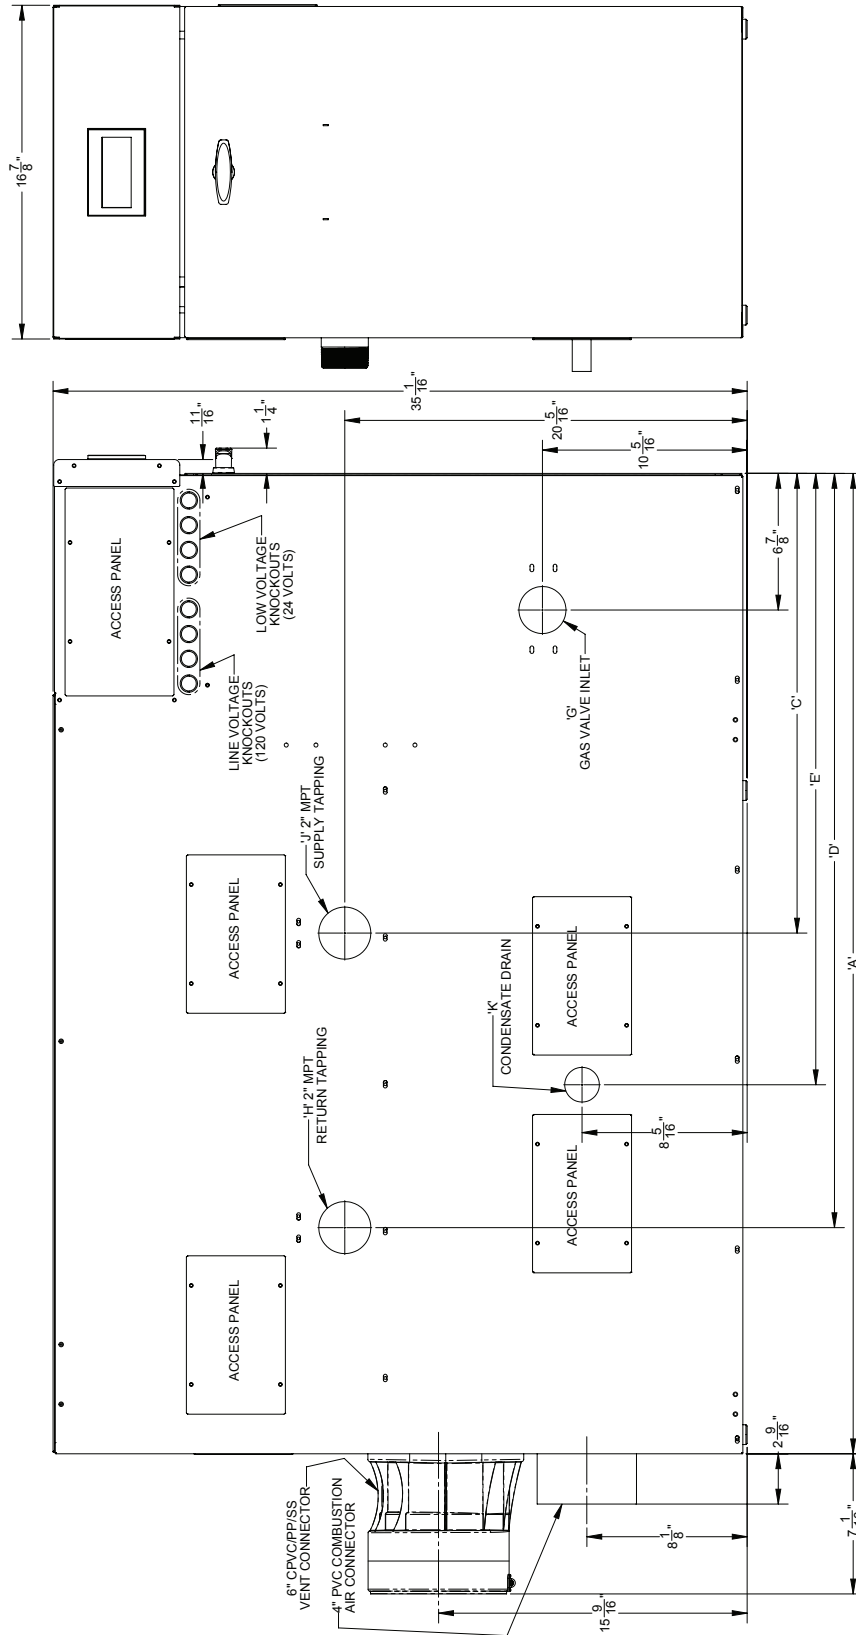 16 7/8"
35 1/16"
11/16"
1 1/4"
20 5/16"
10 5/16"
ACCESS PANEL
LOW VOLTAGE
KNOCKOUTS
(24 VOLTS)
LINE VOLTAGE
KNOCKOUTS
(120 VOLTS)
6 7/8"
'G'
GAS VALVE INLET
'C'
'E'
'D'
'A'
'J' 2" MPT
SUPPLY TAPPING
ACCESS PANEL
ACCESS PANEL
'K'
CONDENSATE DRAIN
'H' 2" MPT
RETURN TAPPING
8 5/16"
ACCESS PANEL
ACCESS PANEL
6" CPVC/PP/SS
VENT CONNECTOR
4" PVC COMBUSTION
AIR CONNECTOR
2 9/16"
8 1/8"
15 9/16"